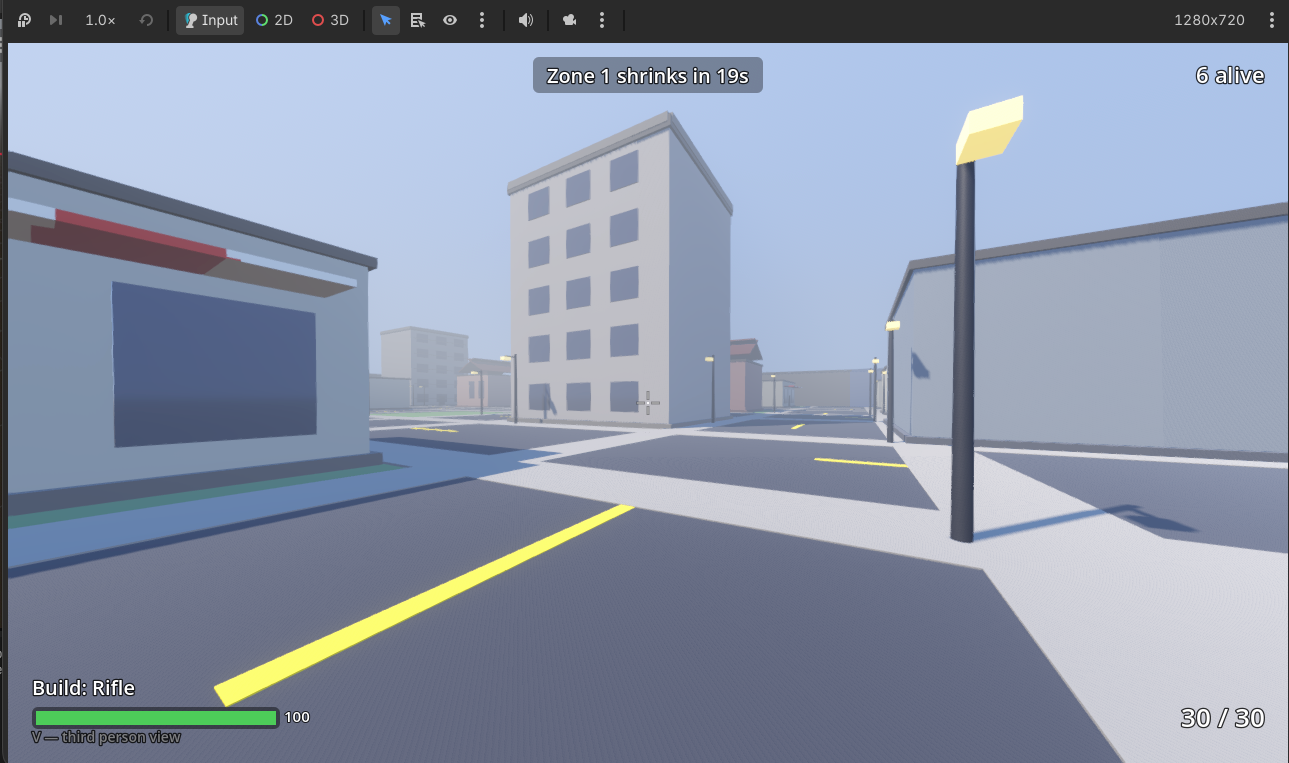 1.0×
Input
2D
3D
1280x720
Zone 1 shrinks in 19s
6 alive
Build: Rifle
100
V — third person view
30 / 30